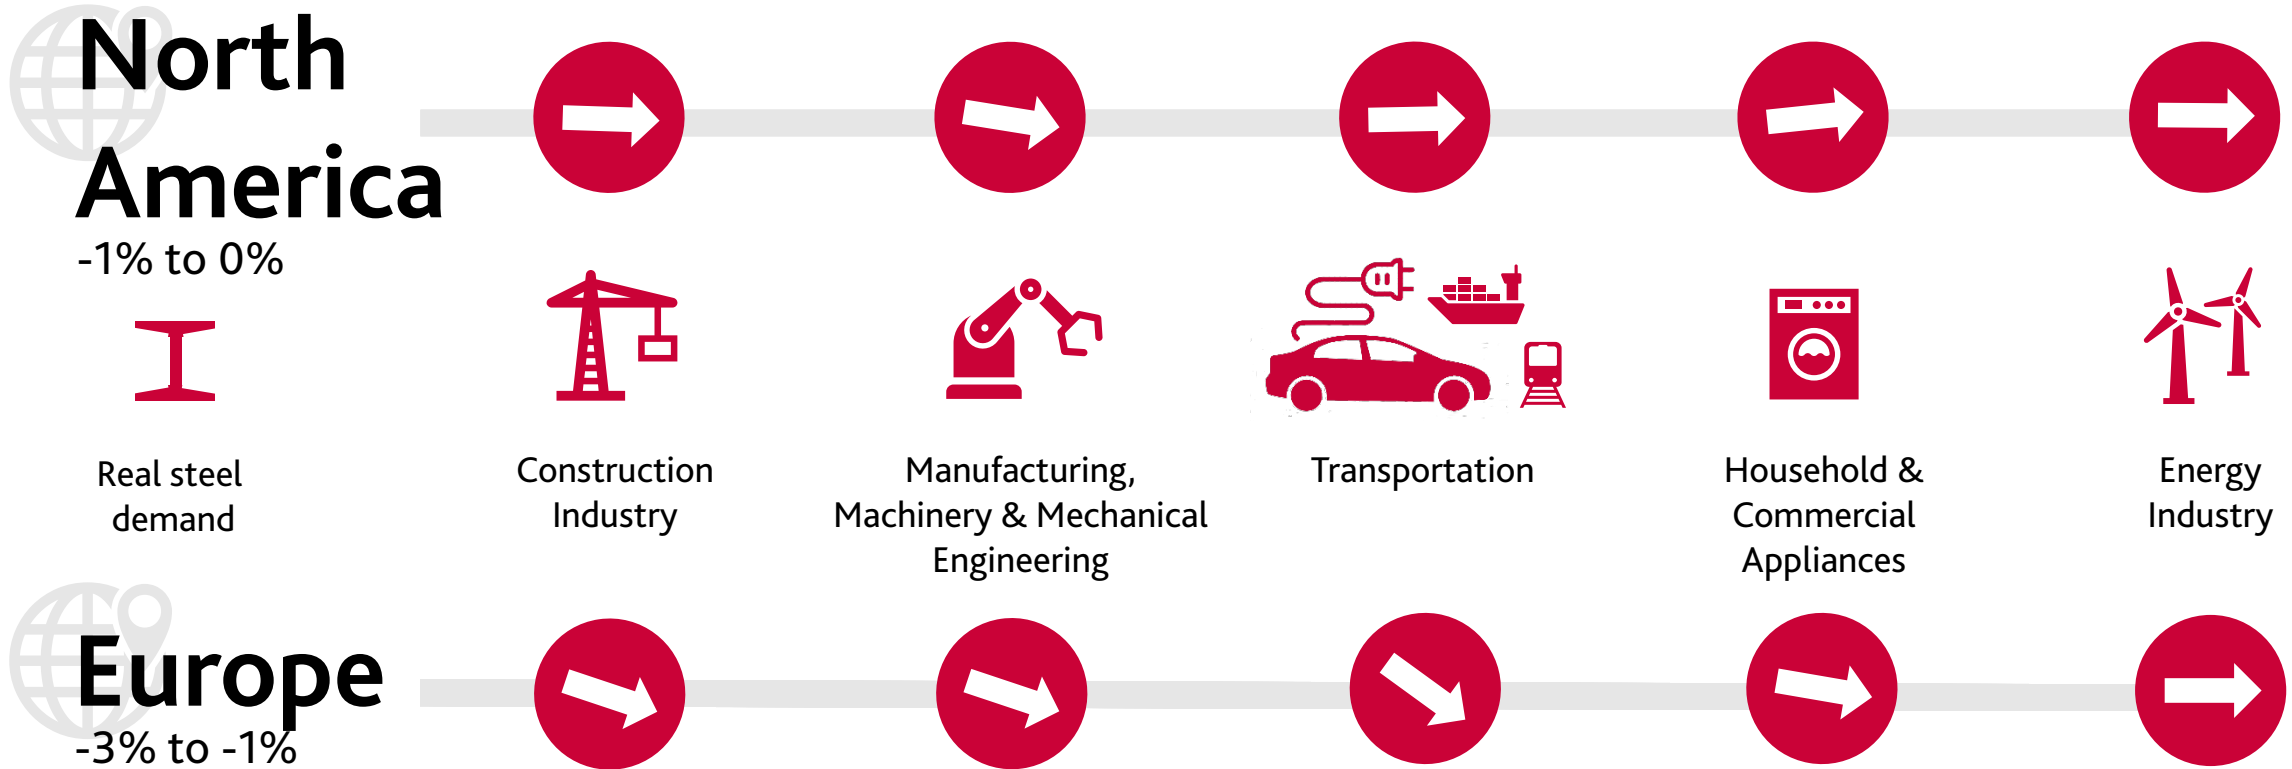 North
America
-1% to 0%
Real steel
demand
Construction
Industry
Manufacturing,
Machinery & Mechanical
Engineering
Transportation
Household &
Commercial
Appliances
Energy
Industry
Europe
-3% to -1%